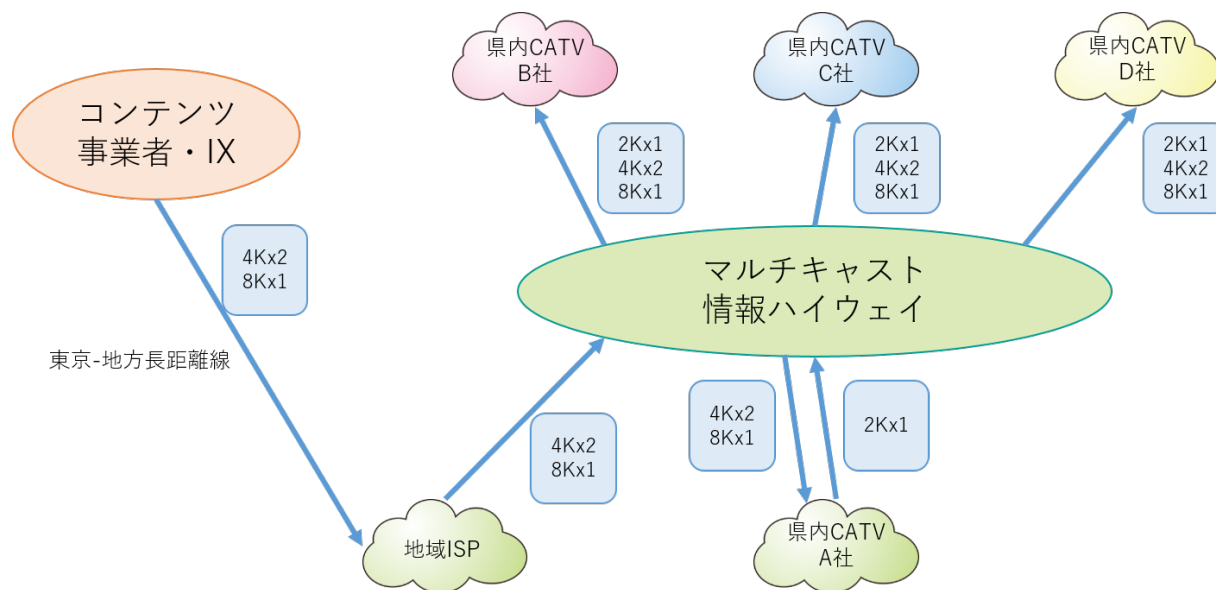 県内CATV
B社
県内CATV
C社
県内CATV
D社
コンテンツ
事業者・IX
2Kx1
4Kx2
8Kx1
2Kx1
4Kx2
8Kx1
2Kx1
4Kx2
8Kx1
4Kx2
8Kx1
マルチキャスト
情報ハイウェイ
東京-地方長距離線
4Kx2
8Kx1
4Kx2
8Kx1
2Kx1
地域ISP
県内CATV
A社